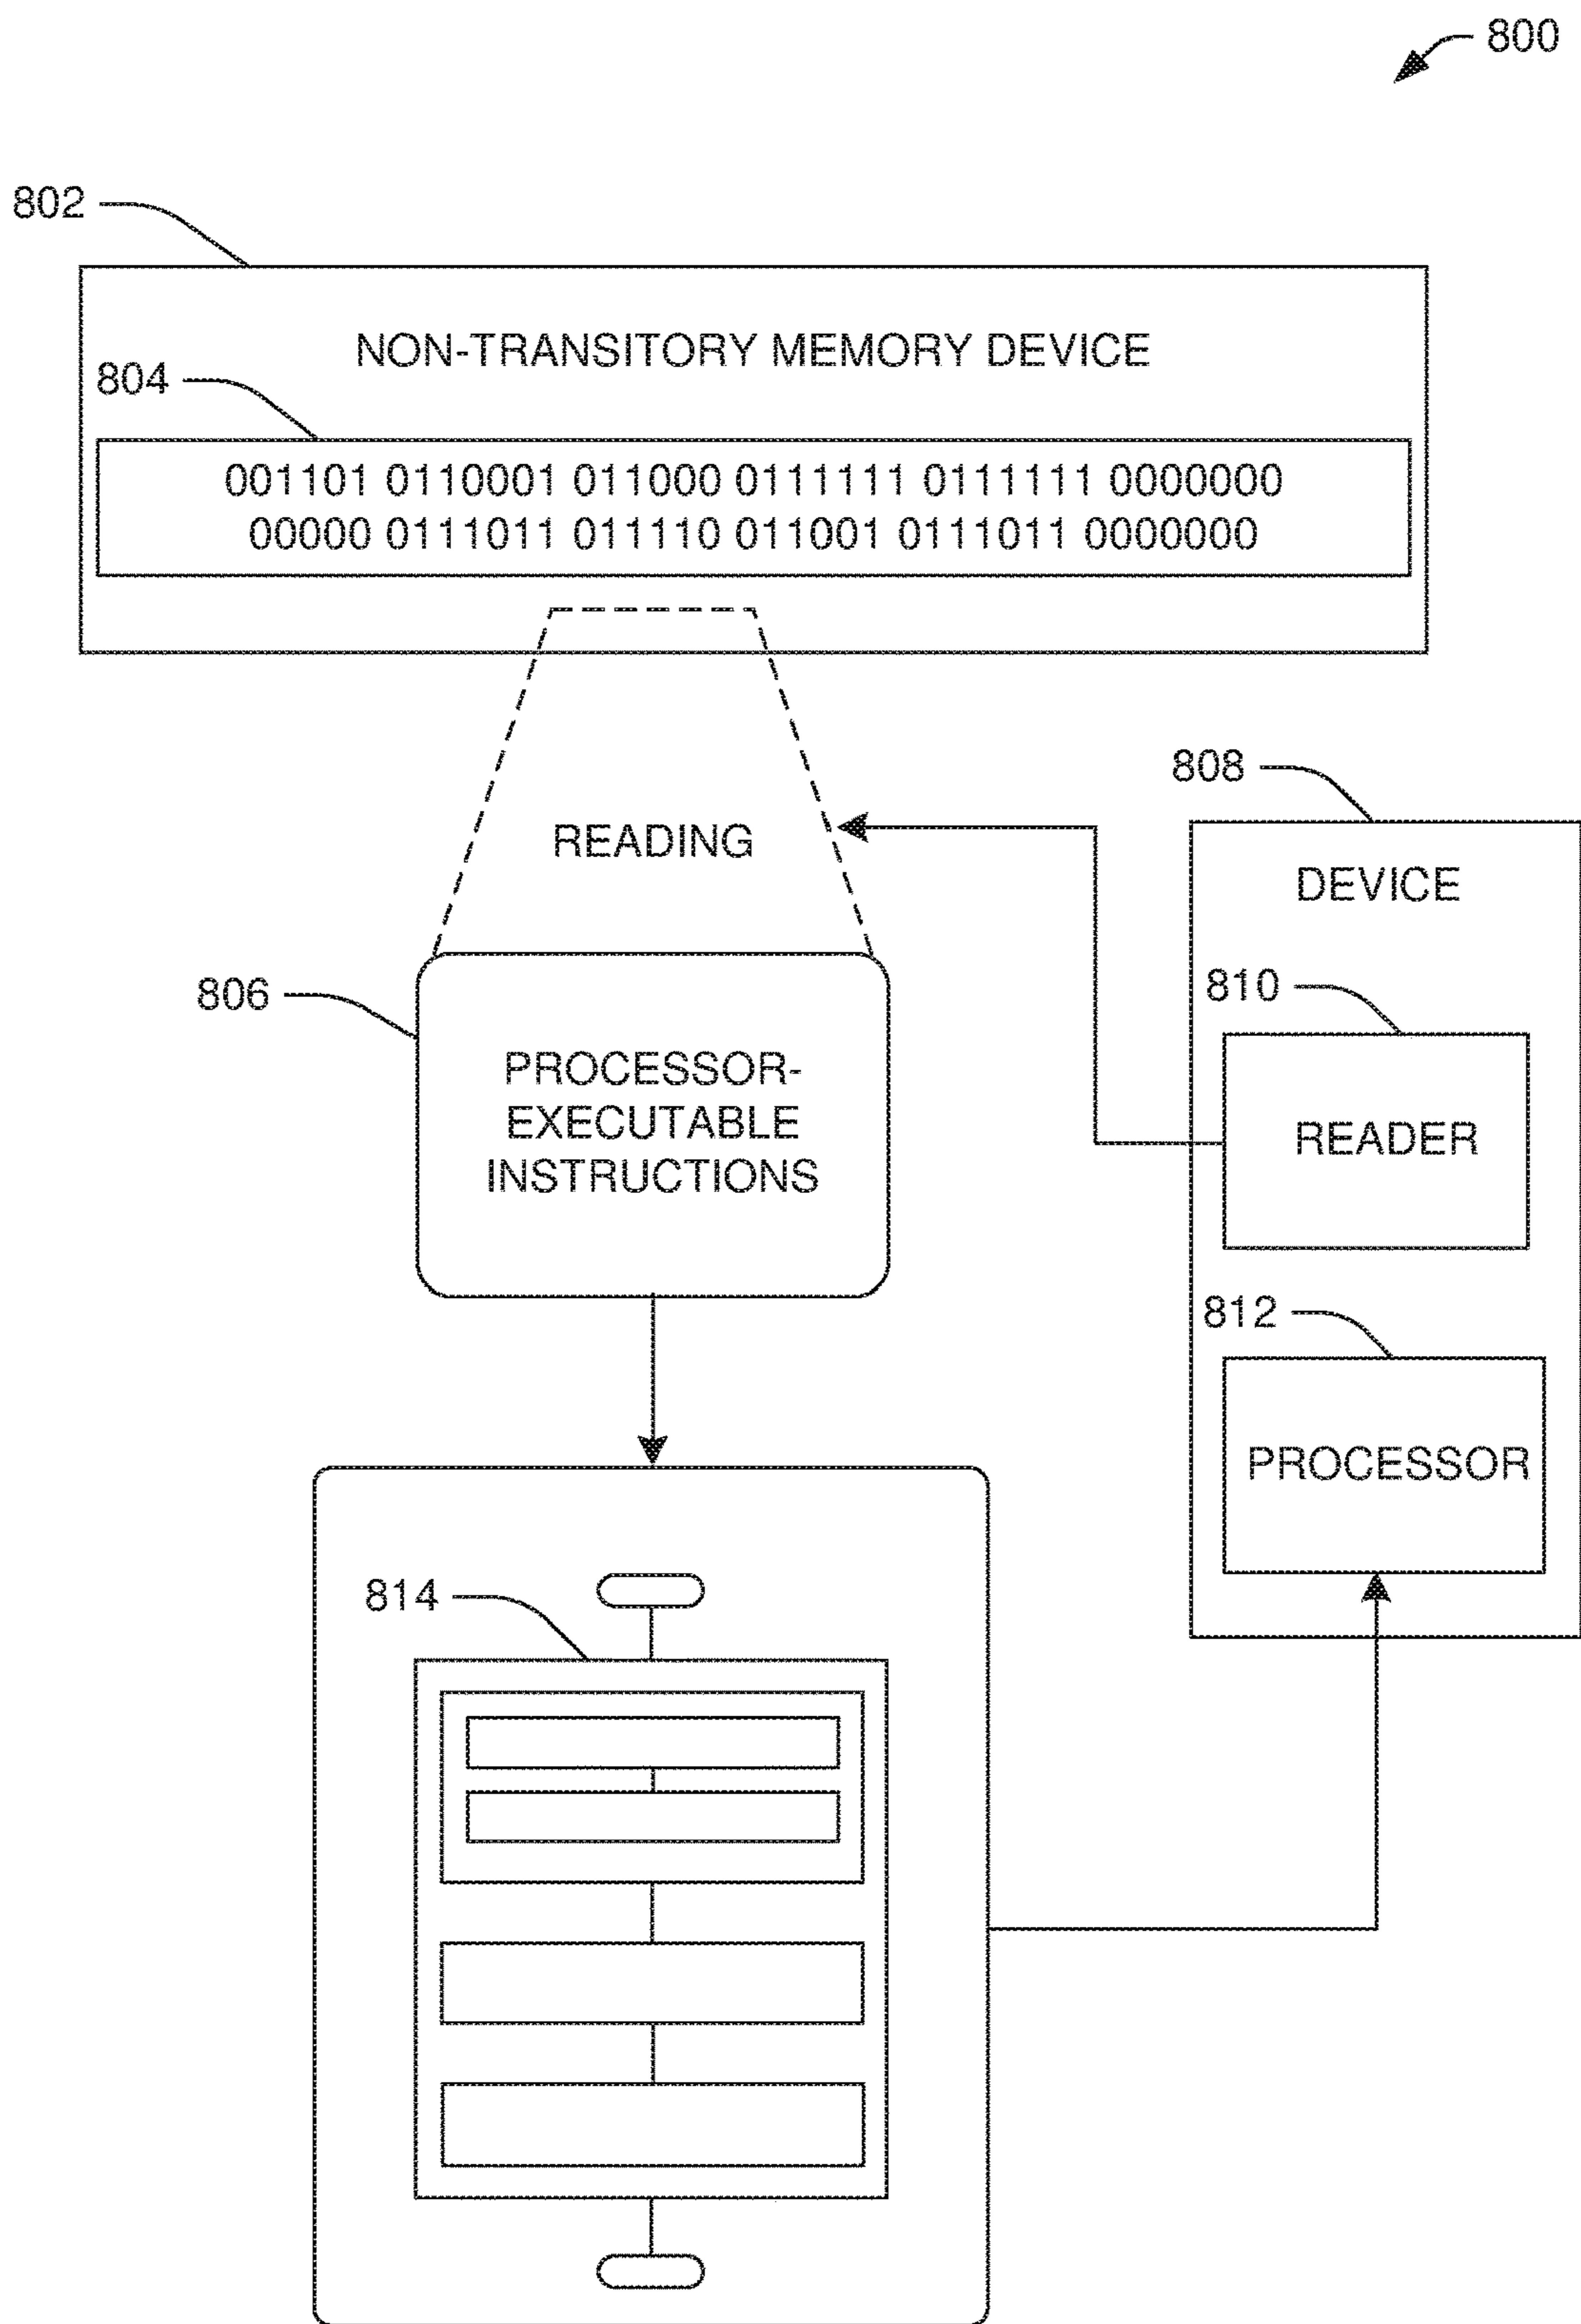 800
802
NON-TRANSITORY MEMORY DEVICE
804
001101 0110001 011000 0111111 0111111 0000000
00000 0111011 011110 011001 0111011 0000000
808
READING
DEVICE
810
806
PROCESSOR-
EXECUTABLE
INSTRUCTIONS
READER
812
PROCESSOR
814